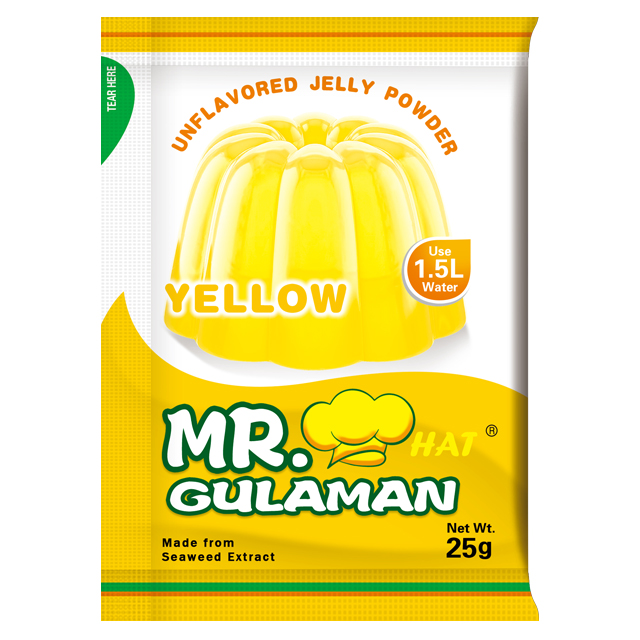 TEAR HERE
UNFLAVORED JELLY POWDER
Use
1.5L
Water
YELLOW
MR.
HAT ®
GULAMAN
Made from
Seaweed Extract
Net Wt.
25g